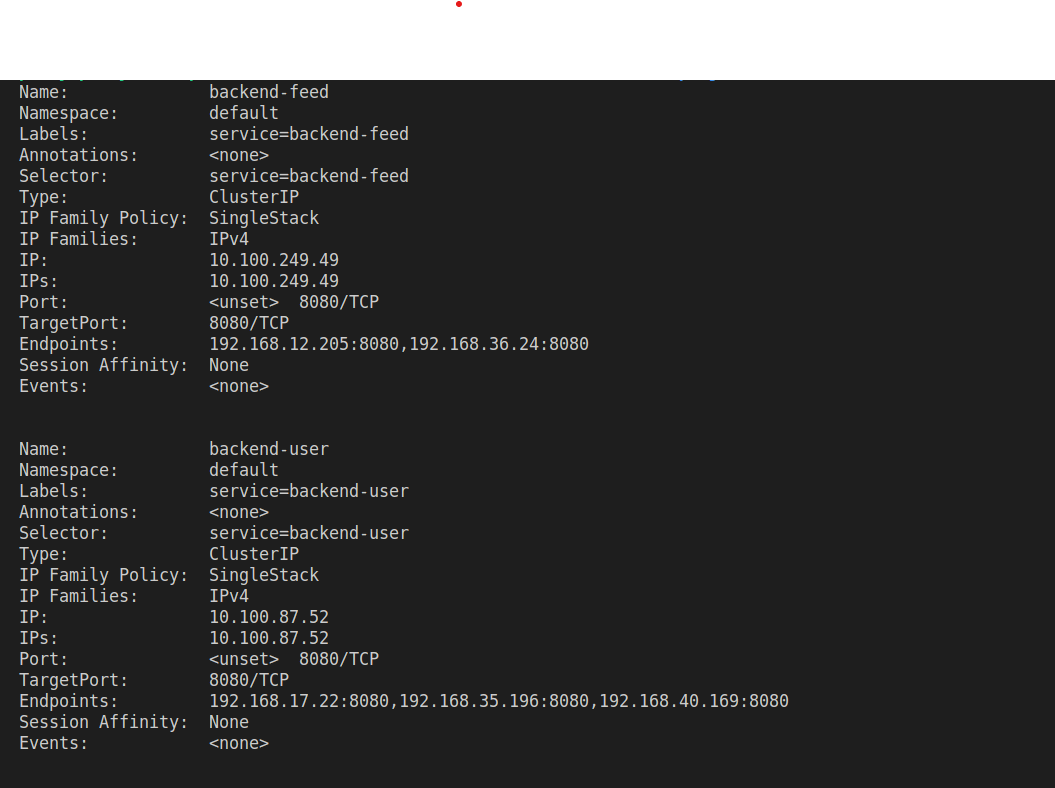 Name:              backend-feed
Namespace:         default
Labels:            service=backend-feed
Annotations:       <none>
Selector:          service=backend-feed
Type:              ClusterIP
IP Family Policy:  SingleStack
IP Families:       IPv4
IP:                10.100.249.49
IPs:               10.100.249.49
Port:              <unset>  8080/TCP
TargetPort:        8080/TCP
Endpoints:         192.168.12.205:8080,192.168.36.24:8080
Session Affinity:  None
Events:            <none>
Name:              backend-user
Namespace:         default
Labels:            service=backend-user
Annotations:       <none>
Selector:          service=backend-user
Type:              ClusterIP
IP Family Policy:  SingleStack
IP Families:       IPv4
IP:                10.100.87.52
IPs:               10.100.87.52
Port:              <unset>  8080/TCP
TargetPort:        8080/TCP
Endpoints:         192.168.17.22:8080,192.168.35.196:8080,192.168.40.169:8080
Session Affinity:  None
Events:            <none>